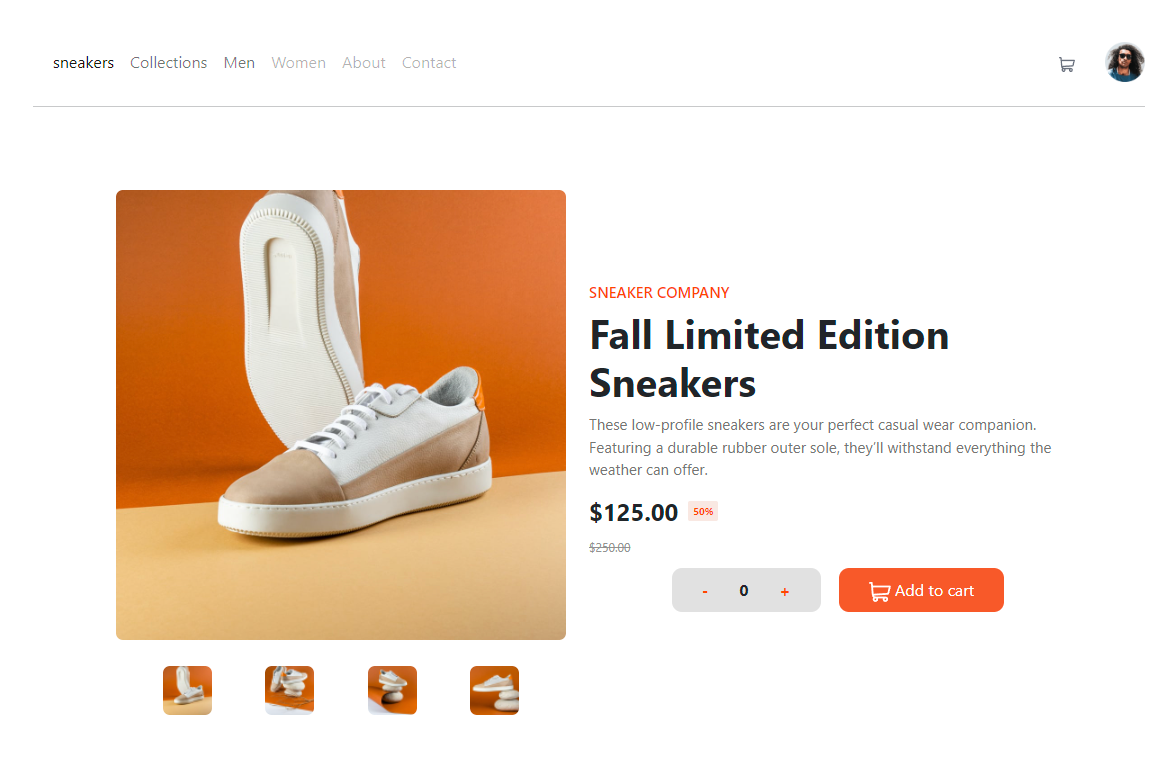 sneakers Collections Men Women About Contact
SNEAKER COMPANY
Fall Limited Edition
Sneakers
These low-profile sneakers are your perfect casual wear companion.
Featuring a durable rubber outer sole, they'll withstand everything the
weather can offer.
$125.00 50%
$250.00
- 0 + Add to cart